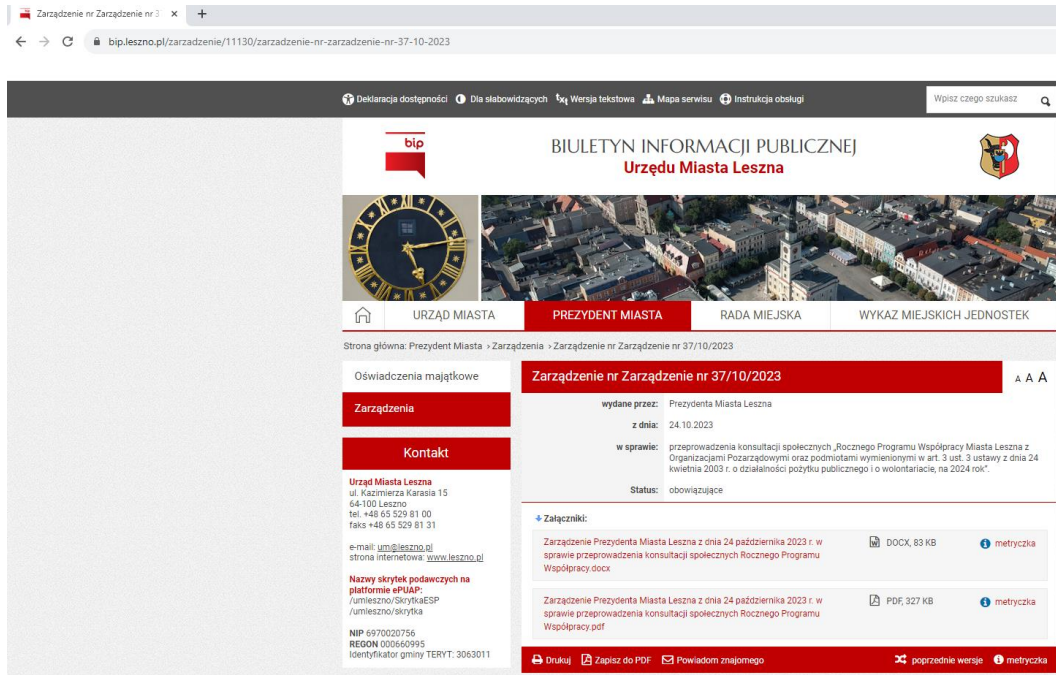 Zarządzenie nr Zarządzenie nr 3
bip.leszno.pl/zarzadzenie/11130/zarzadzenie-nr-zarzadzenie-nr-37-10-2023
Deklaracja dostępności Dla słabowidzących txt Wersja tekstowa Mapa serwisu Instrukcja obsługi Wpisz czego szukasz
bip
BIULETYN INFORMACJI PUBLICZNEJ
Urzędu Miasta Leszna
URZĄD MIASTA PREZYDENT MIASTA RADA MIEJSKA WYKAZ MIEJSKICH JEDNOSTEK
Strona główna: Prezydent Miasta › Zarządzenia › Zarządzenie nr Zarządzenie nr 37/10/2023
Oświadczenia majątkowe
Zarządzenia
Kontakt
Urząd Miasta Leszna
ul. Kazimierza Karasia 15
64-100 Leszno
tel. +48 65 529 81 00
faks +48 65 529 81 31
e-mail: um@leszno.pl
strona internetowa: www.leszno.pl
Nazwy skrytek podawczych na
platformie ePUAP:
/umleszno/SkrytkaESP
/umleszno/skrytka
NIP 6970020756
REGON 000660995
Identyfikator gminy TERYT: 3063011
Zarządzenie nr Zarządzenie nr 37/10/2023
A A A
wydane przez: Prezydenta Miasta Leszna
z dnia: 24.10.2023
w sprawie: przeprowadzenia konsultacji społecznych „Rocznego Programu Współpracy Miasta Leszna z
Organizacjami Pozarządowymi oraz podmiotami wymienionymi w art. 3 ust. 3 ustawy z dnia 24
kwietnia 2003 r. o działalności pożytku publicznego i o wolontariacie, na 2024 rok".
Status: obowiązujące
Załączniki:
Zarządzenie Prezydenta Miasta Leszna z dnia 24 października 2023 r. w
sprawie przeprowadzenia konsultacji społecznych Rocznego Programu
Współpracy.docx
DOCX, 83 KB metryczka
Zarządzenie Prezydenta Miasta Leszna z dnia 24 października 2023 r. w
sprawie przeprowadzenia konsultacji społecznych Rocznego Programu
Współpracy.pdf
PDF, 327 KB metryczka
Drukuj Zapisz do PDF Powiadom znajomego poprzednie wersje metryczka